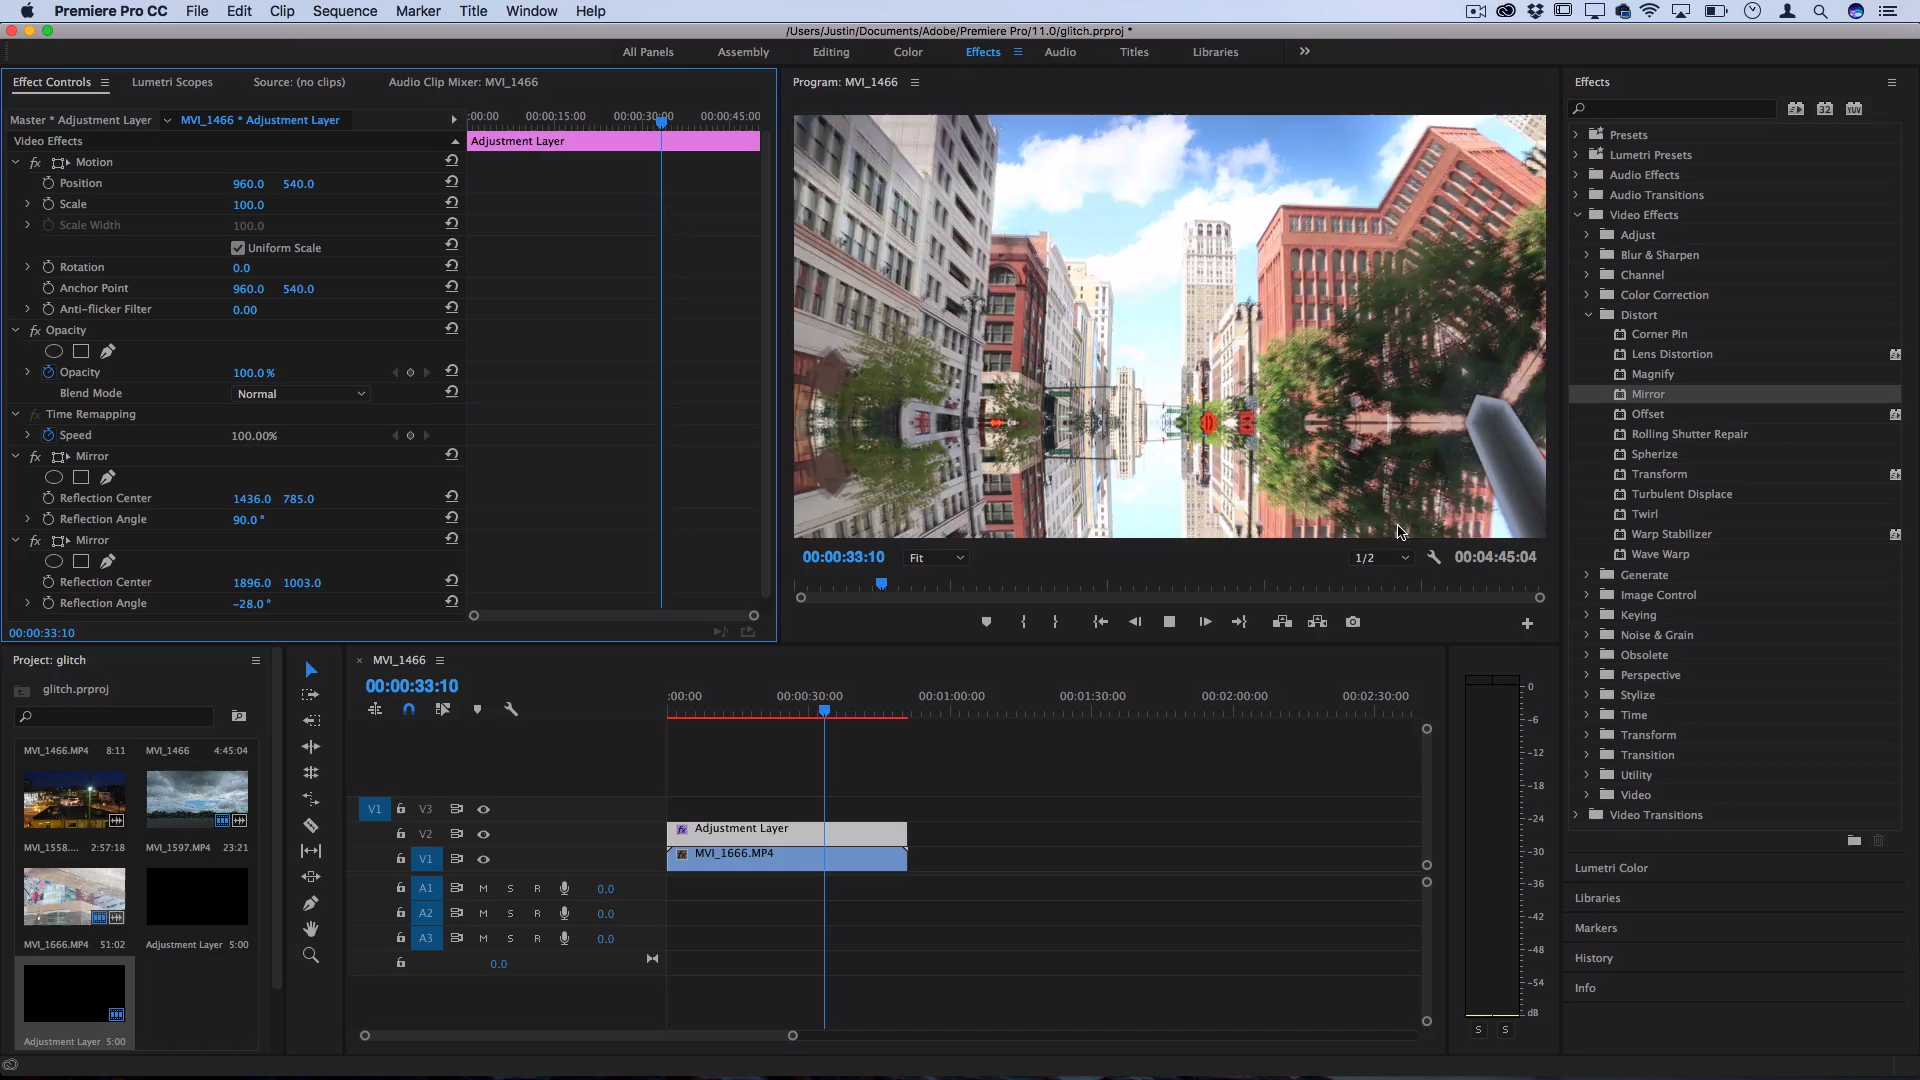 Premiere Pro CC File Edit Clip Sequence Marker Title Window Help
/Users/Justin/Documents/Adobe/Premiere Pro/11.0/glitch.prproj *
All Panels Assembly Editing Color Effects Audio Titles Libraries
Effect Controls Lumetri Scopes Source: (no clips) Audio Clip Mixer: MVI_1466
Master * Adjustment Layer MVI_1466 * Adjustment Layer
:00:00 00:00:15:00 00:00:30:00 00:00:45:00
Video Effects
Adjustment Layer
fx Motion
Position 960.0 540.0
Scale 100.0
Scale Width 100.0
Uniform Scale
Rotation 0.0
Anchor Point 960.0 540.0
Anti-flicker Filter 0.00
fx Opacity
Opacity 100.0 %
Blend Mode Normal
fx Time Remapping
Speed 100.00%
fx Mirror
Reflection Center 1436.0 785.0
Reflection Angle 90.0 °
fx Mirror
Reflection Center 1896.0 1003.0
Reflection Angle -28.0 °
00:00:33:10
Program: MVI_1466
00:00:33:10 Fit 1/2 00:04:45:04
Effects
32 YUV
Presets
Lumetri Presets
Audio Effects
Audio Transitions
Video Effects
Adjust
Blur & Sharpen
Channel
Color Correction
Distort
Corner Pin
Lens Distortion
Magnify
Mirror
Offset
Rolling Shutter Repair
Spherize
Transform
Turbulent Displace
Twirl
Warp Stabilizer
Wave Warp
Generate
Image Control
Keying
Noise & Grain
Obsolete
Perspective
Stylize
Time
Transform
Transition
Utility
Video
Video Transitions
Lumetri Color
Libraries
Markers
History
Info
Project: glitch
glitch.prproj
MVI_1466.MP4 8:11 MVI_1466 4:45:04
MVI_1558.... 2:57:18 MVI_1597.MP4 23:21
MVI_1666.MP4 51:02 Adjustment Layer 5:00
Adjustment Layer 5:00
MVI_1466
00:00:33:10
:00:00 00:00:30:00 00:01:00:00 00:01:30:00 00:02:00:00 00:02:30:00
V1 V3
V2 fx Adjustment Layer
V1 fx MVI_1666.MP4
A1 M S R 0.0
A2 M S R 0.0
A3 M S R 0.0
0.0
0
-6
-12
-18
-24
-30
-36
-42
-48
-54
dB
S S